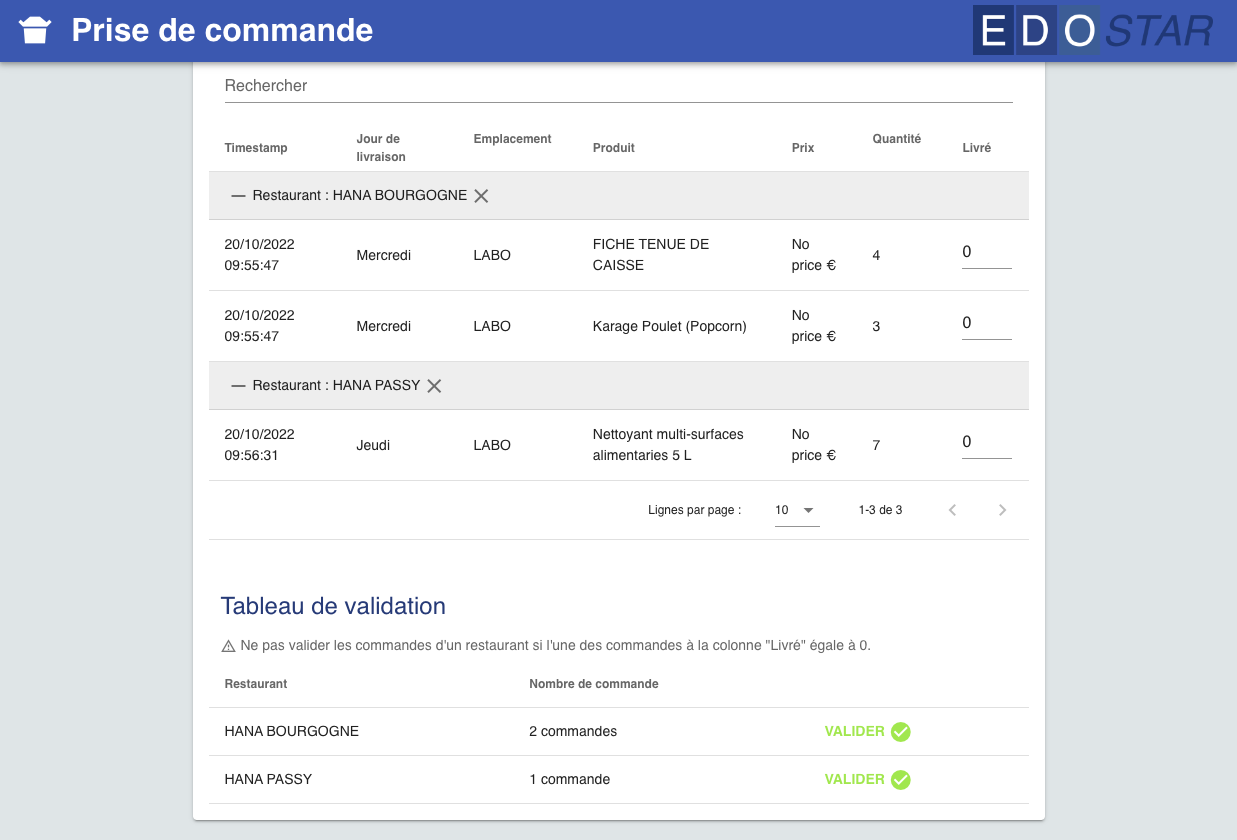 Prise de commande
EDOSTAR
Rechercher
Timestamp Jour de livraison Emplacement Produit Prix Quantité Livré
Restaurant : HANA BOURGOGNE
20/10/2022 09:55:47 Mercredi LABO FICHE TENUE DE CAISSE No price € 4 0
20/10/2022 09:55:47 Mercredi LABO Karage Poulet (Popcorn) No price € 3 0
Restaurant : HANA PASSY
20/10/2022 09:56:31 Jeudi LABO Nettoyant multi-surfaces alimentaries 5 L No price € 7 0
Lignes par page : 10 1-3 de 3
Tableau de validation
Ne pas valider les commandes d'un restaurant si l'une des commandes à la colonne "Livré" égale à 0.
Restaurant Nombre de commande
HANA BOURGOGNE 2 commandes VALIDER
HANA PASSY 1 commande VALIDER